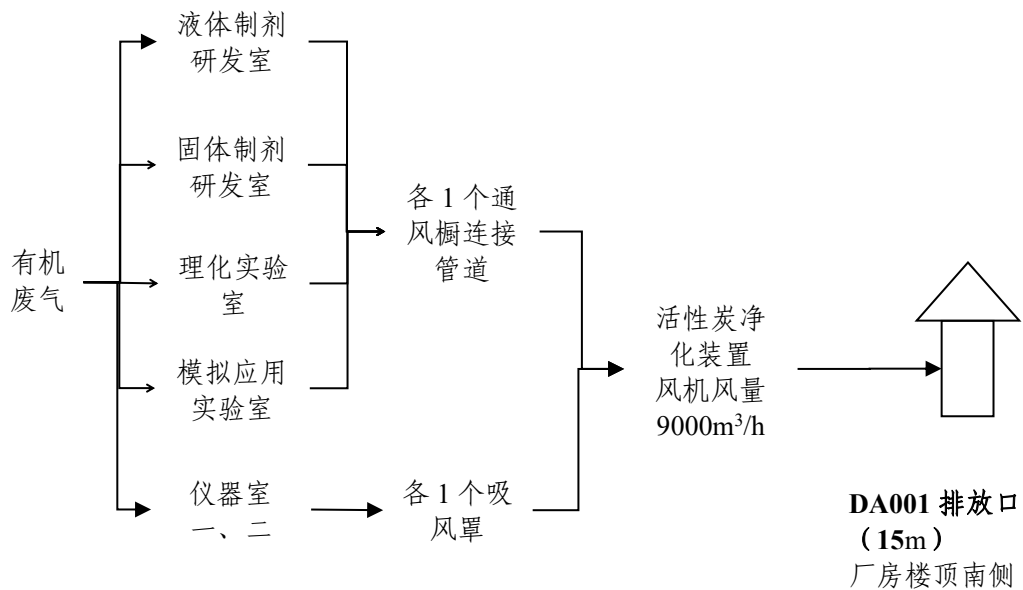 有机
废气
液体制剂
研发室
固体制剂
研发室
理化实验
室
模拟应用
实验室
仪器室
一、二
各 1 个通
风橱连接
管道
各 1 个吸
风罩
活性炭净
化装置
风机风量
9000m³/h
DA001 排放口
（15m）
厂房楼顶南侧